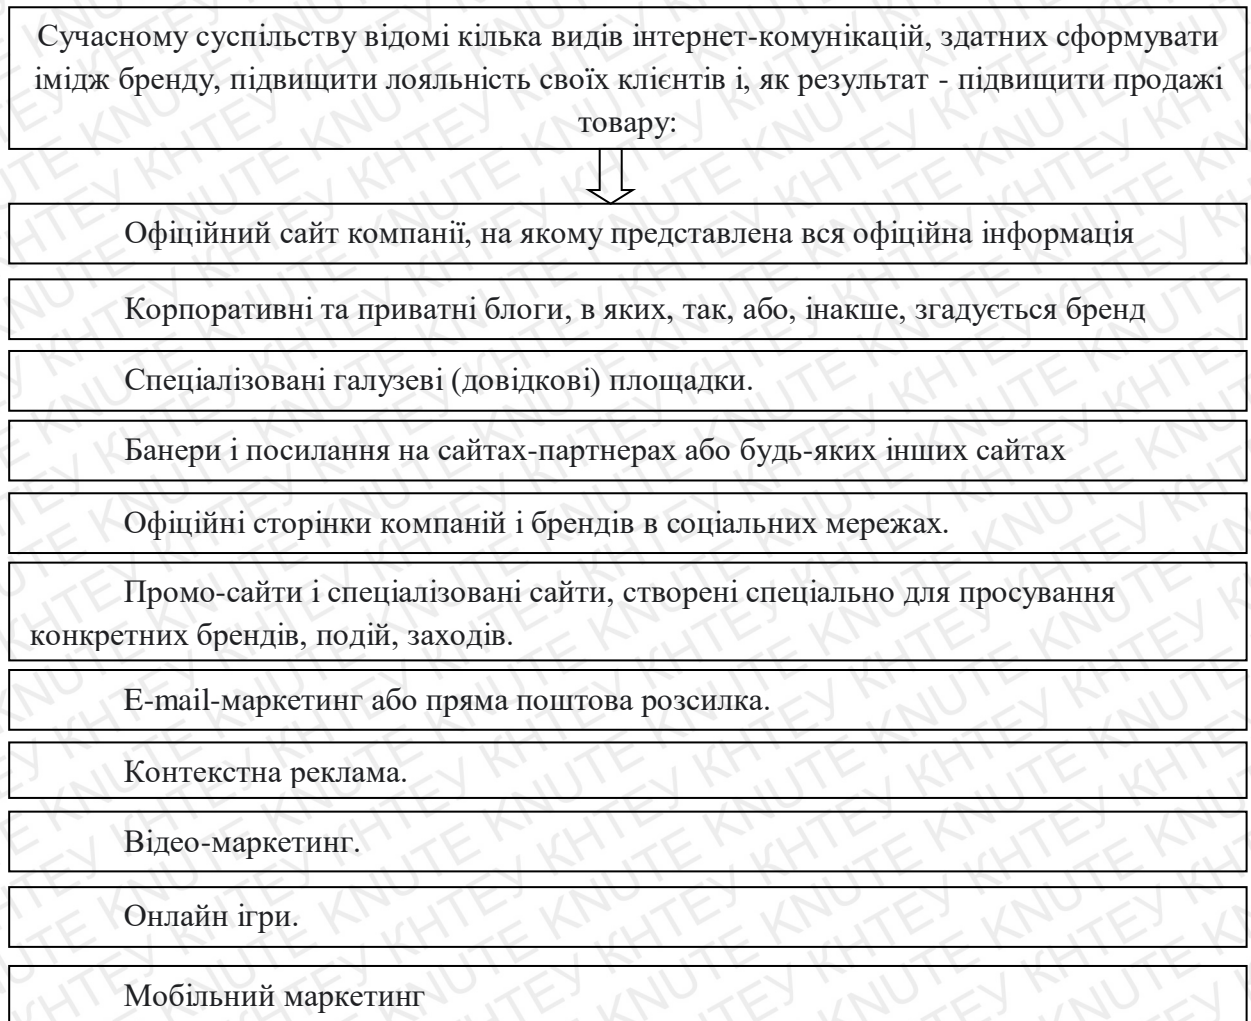 Сучасному суспільству відомі кілька видів інтернет-комунікацій, здатних сформувати
імідж бренду, підвищити лояльність своїх клієнтів і, як результат - підвищити продажі
товару:
Офіційний сайт компанії, на якому представлена вся офіційна інформація
Корпоративні та приватні блоги, в яких, так, або, інакше, згадується бренд
Спеціалізовані галузеві (довідкові) площадки.
Банери і посилання на сайтах-партнерах або будь-яких інших сайтах
Офіційні сторінки компаній і брендів в соціальних мережах.
Промо-сайти і спеціалізовані сайти, створені спеціально для просування
конкретних брендів, подій, заходів.
E-mail-маркетинг або пряма поштова розсилка.
Контекстна реклама.
Відео-маркетинг.
Онлайн ігри.
Мобільний маркетинг